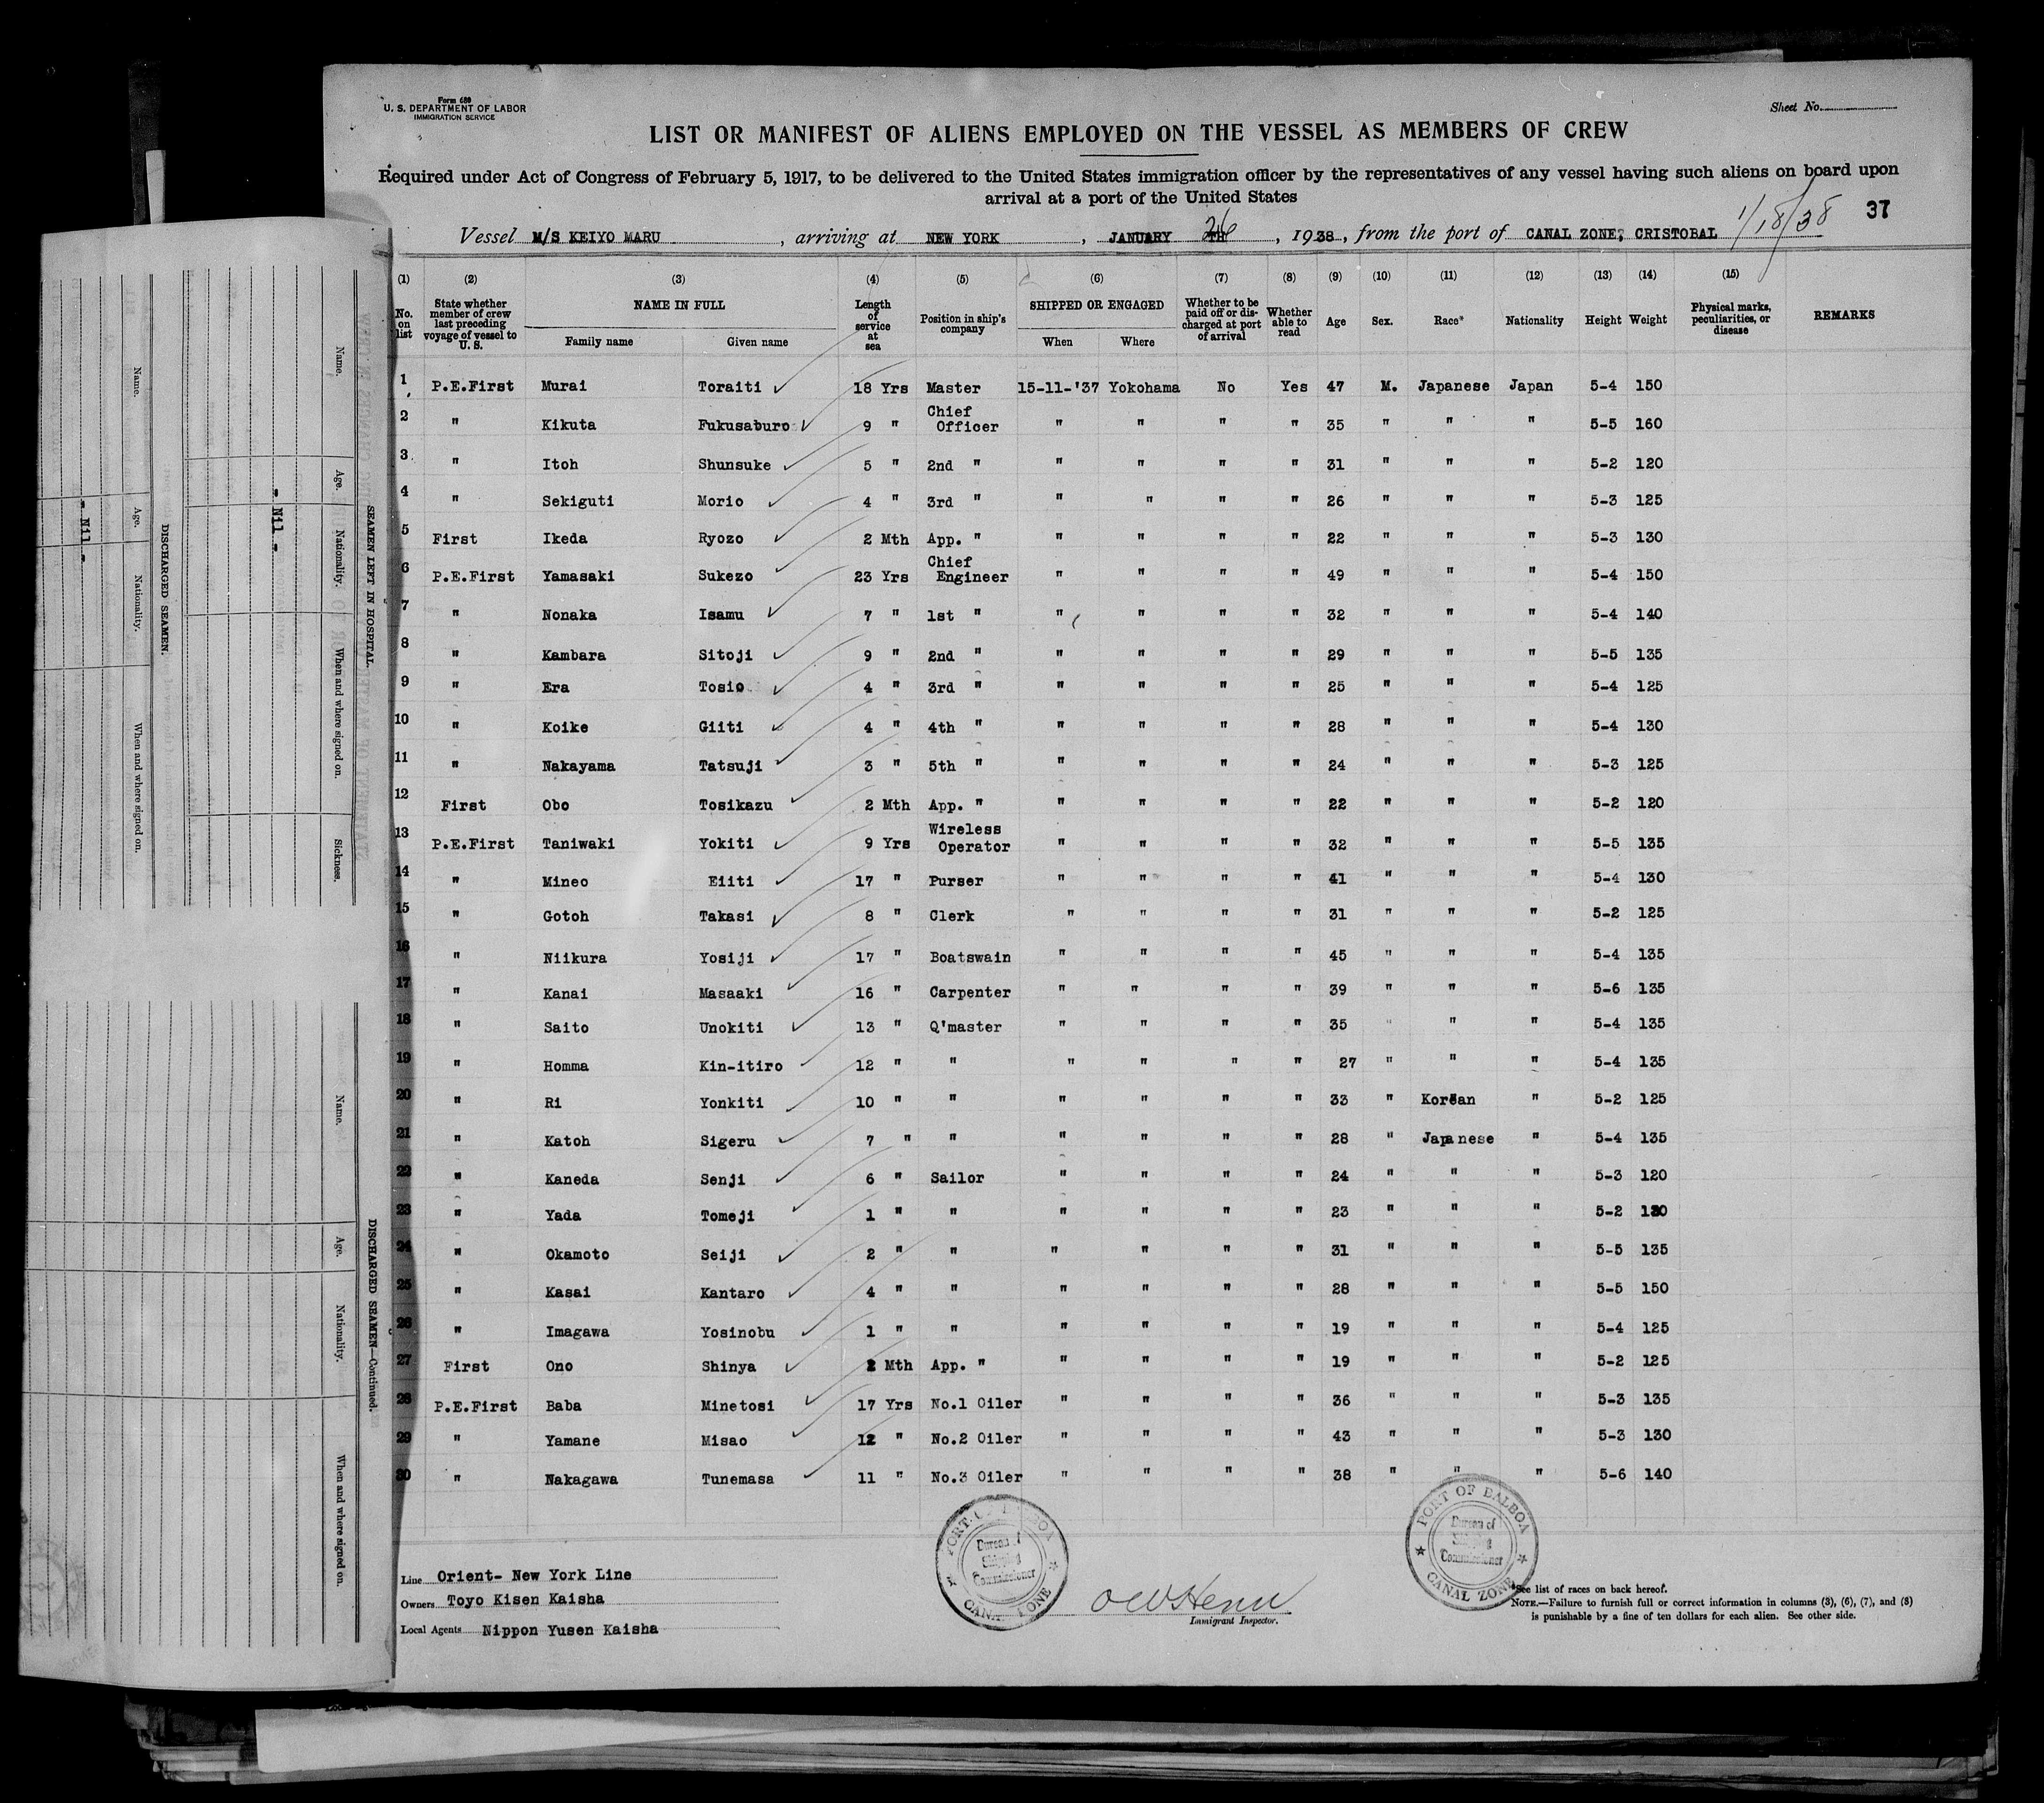 Form 689
U. S. DEPARTMENT OF LABOR
IMMIGRATION SERVICE
Sheet No.
LIST OR MANIFEST OF ALIENS EMPLOYED ON THE VESSEL AS MEMBERS OF CREW
Required under Act of Congress of February 5, 1917, to be delivered to the United States immigration officer by the representatives of any vessel having such aliens on board upon
arrival at a port of the United States
1/18/38 37
Vessel M/S KEIYO MARU, arriving at NEW YORK, JANUARY 26, 1938, from the port of CANAL ZONE, CRISTOBAL
(1) (2) (3) (4) (5) (6) (7) (8) (9) (10) (11) (12) (13) (14) (15)
No. on list | State whether member of crew last preceding voyage of vessel to U. S. | NAME IN FULL Family name Given name | Length of service at sea | Position in ship's company | SHIPPED OR ENGAGED When Where | Whether to be paid off or discharged at port of arrival | Whether able to read | Age | Sex. | Race* | Nationality | Height | Weight | Physical marks, peculiarities, or disease | REMARKS
1 P.E.First Murai Toraiti 18 Yrs Master 15-11-'37 Yokohama No Yes 47 M. Japanese Japan 5-4 150
2 " Kikuta Fukusaburo 9 " Chief Officer " " " " 35 " " " 5-5 160
3 " Itoh Shunsuke 5 " 2nd " " " " " 31 " " " 5-2 120
4 " Sekiguti Morio 4 " 3rd " " " " " 26 " " " 5-3 125
5 First Ikeda Ryozo 2 Mth App. " " " " " 22 " " " 5-3 130
6 P.E.First Yamasaki Sukezo 23 Yrs Chief Engineer " " " " 49 " " " 5-4 150
7 " Nonaka Isamu 7 " 1st " " " " " 32 " " " 5-4 140
8 " Kambara Sitoji 9 " 2nd " " " " " 29 " " " 5-5 135
9 " Era Tosio 4 " 3rd " " " " " 25 " " " 5-4 125
10 " Koike Giiti 4 " 4th " " " " " 28 " " " 5-4 130
11 " Nakayama Tatsuji 3 " 5th " " " " " 24 " " " 5-3 125
12 First Obo Tosikazu 2 Mth App. " " " " " 22 " " " 5-2 120
13 P.E.First Taniwaki Yokiti 9 Yrs Wireless Operator " " " " 32 " " " 5-5 135
14 " Mineo Eiiti 17 " Purser " " " " 41 " " " 5-4 130
15 " Gotoh Takasi 8 " Clerk " " " " 31 " " " 5-2 125
16 " Niikura Yosiji 17 " Boatswain " " " " 45 " " " 5-4 135
17 " Kanai Masaaki 16 " Carpenter " " " " 39 " " " 5-6 135
18 " Saito Unokiti 13 " Q'master " " " " 35 " " " 5-4 135
19 " Homma Kin-itiro 12 " " " " " " 27 " " " 5-4 135
20 " Ri Yonkiti 10 " " " " " " 33 " Korean " 5-2 125
21 " Katoh Sigeru 7 " " " " " " 28 " Japanese " 5-4 135
22 " Kaneda Senji 6 " Sailor " " " " 24 " " " 5-3 120
23 " Yada Tomeji 1 " " " " " " 23 " " " 5-2
24 " Okamoto Seiji 2 " " " " " " 31 " " " 5-5 135
25 " Kasai Kantaro 4 " " " " " " 28 " " " 5-5 150
26 " Imagawa Yosinobu 1 " " " " " " 19 " " " 5-4 125
27 First Ono Shinya 2 Mth App. " " " " " 19 " " " 5-2 125
28 P.E.First Baba Minetosi 17 Yrs No.1 Oiler " " " " 36 " " " 5-3 135
29 " Yamane Misao 12 " No.2 Oiler " " " " 43 " " " 5-3 130
30 " Nakagawa Tunemasa 11 " No.3 Oiler " " " " 38 " " " 5-6 140
Line Orient- New York Line
Owners Toyo Kisen Kaisha
Local Agents Nippon Yusen Kaisha
PORT OF BALBOA
Bureau of Shipping Commissioner
CANAL ZONE
Immigrant Inspector.
PORT OF BALBOA
Bureau of Shipping Commissioner
CANAL ZONE
*See list of races on back hereof.
NOTE.—Failure to furnish full or correct information in columns (3), (6), (7), and (8)
is punishable by a fine of ten dollars for each alien. See other side.
SEAMEN LEFT IN HOSPITAL.
Name. Age. Nationality. When and where signed on. Sickness.
- Nil -
DISCHARGED SEAMEN.
Name. Age. Nationality. When and where signed on.
- Nil -
DISCHARGED SEAMEN—Continued.
Name. Age. Nationality. When and where signed on.